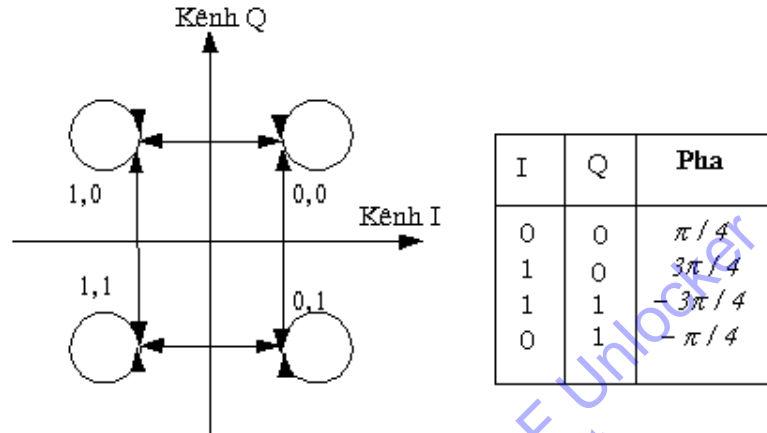 Kênh Q
1,0
0,0
Kênh I
1,1
0,1
I Q Pha
0 0 π / 4
1 0 3π / 4
1 1 - 3π / 4
0 1 - π / 4
F Unlocker